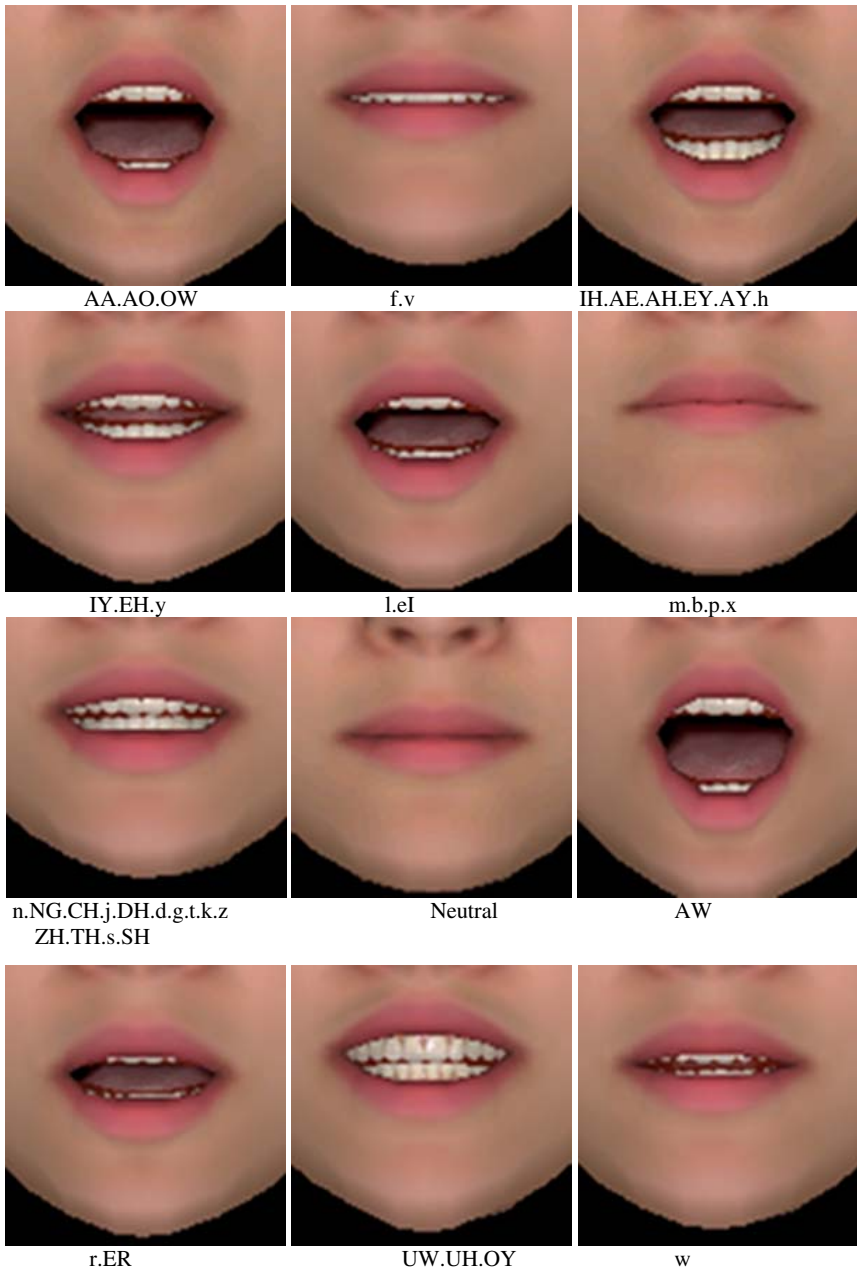 AA.AO.OW f.v IH.AE.AH.EY.AY.h
IY.EH.y l.eI m.b.p.x
n.NG.CH.j.DH.d.g.t.k.z Neutral AW
ZH.TH.s.SH
r.ER UW.UH.OY w